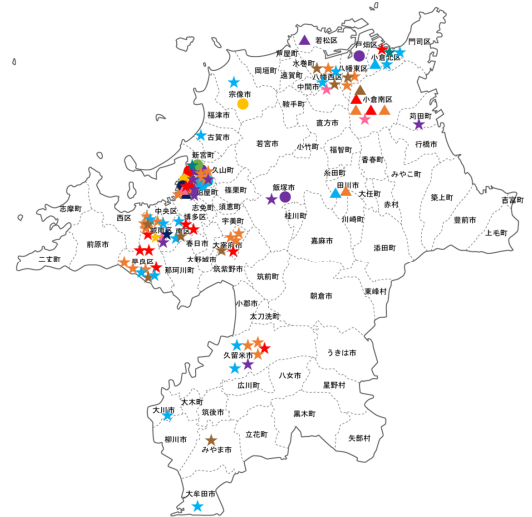 若松区
戸畑区
門司区
芦屋町
小倉北区
水巻町
岡垣町
遠賀町
八幡東区
八幡西区
中間市
宗像市
鞍手町
小倉南区
福津市
直方市
苅田町
古賀市
若宮市
小竹町
福智町
行橋市
新宮町
香春町
久山町
糸田町
みやこ町
篠栗町
飯塚市
田川市
大任町
志免町
須恵町
赤村
築上町
吉富町
志摩町
中央区
西区
博多区
宇美町
桂川町
川崎町
豊前市
南区
上毛町
前原市
春日市
太宰府市
嘉麻市
添田町
二丈町
早良区
大野城市
那珂川町
筑紫野市
筑前町
東峰村
朝倉市
小郡市
大刀洗町
久留米市
うきは市
八女市
広川町
星野村
大木町
大川市
筑後市
黒木町
立花町
柳川市
矢部村
みやま市
大牟田市